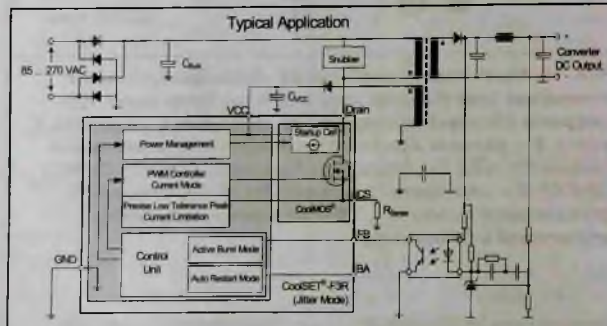 Typical Application
Snubber
+
Converter
DC Output
-
85 ... 270 VAC
CBulk
CVCC
VCC
Drain
Startup Cell
Power Management
PWM Controller
Current Mode
Precise Low Tolerance Peak
Current Limitation
CoolMOS®
CS
RSense
FB
GND
Control
Unit
Active Burst Mode
Auto Restart Mode
BA
CoolSET®-F3R
(Jitter Mode)